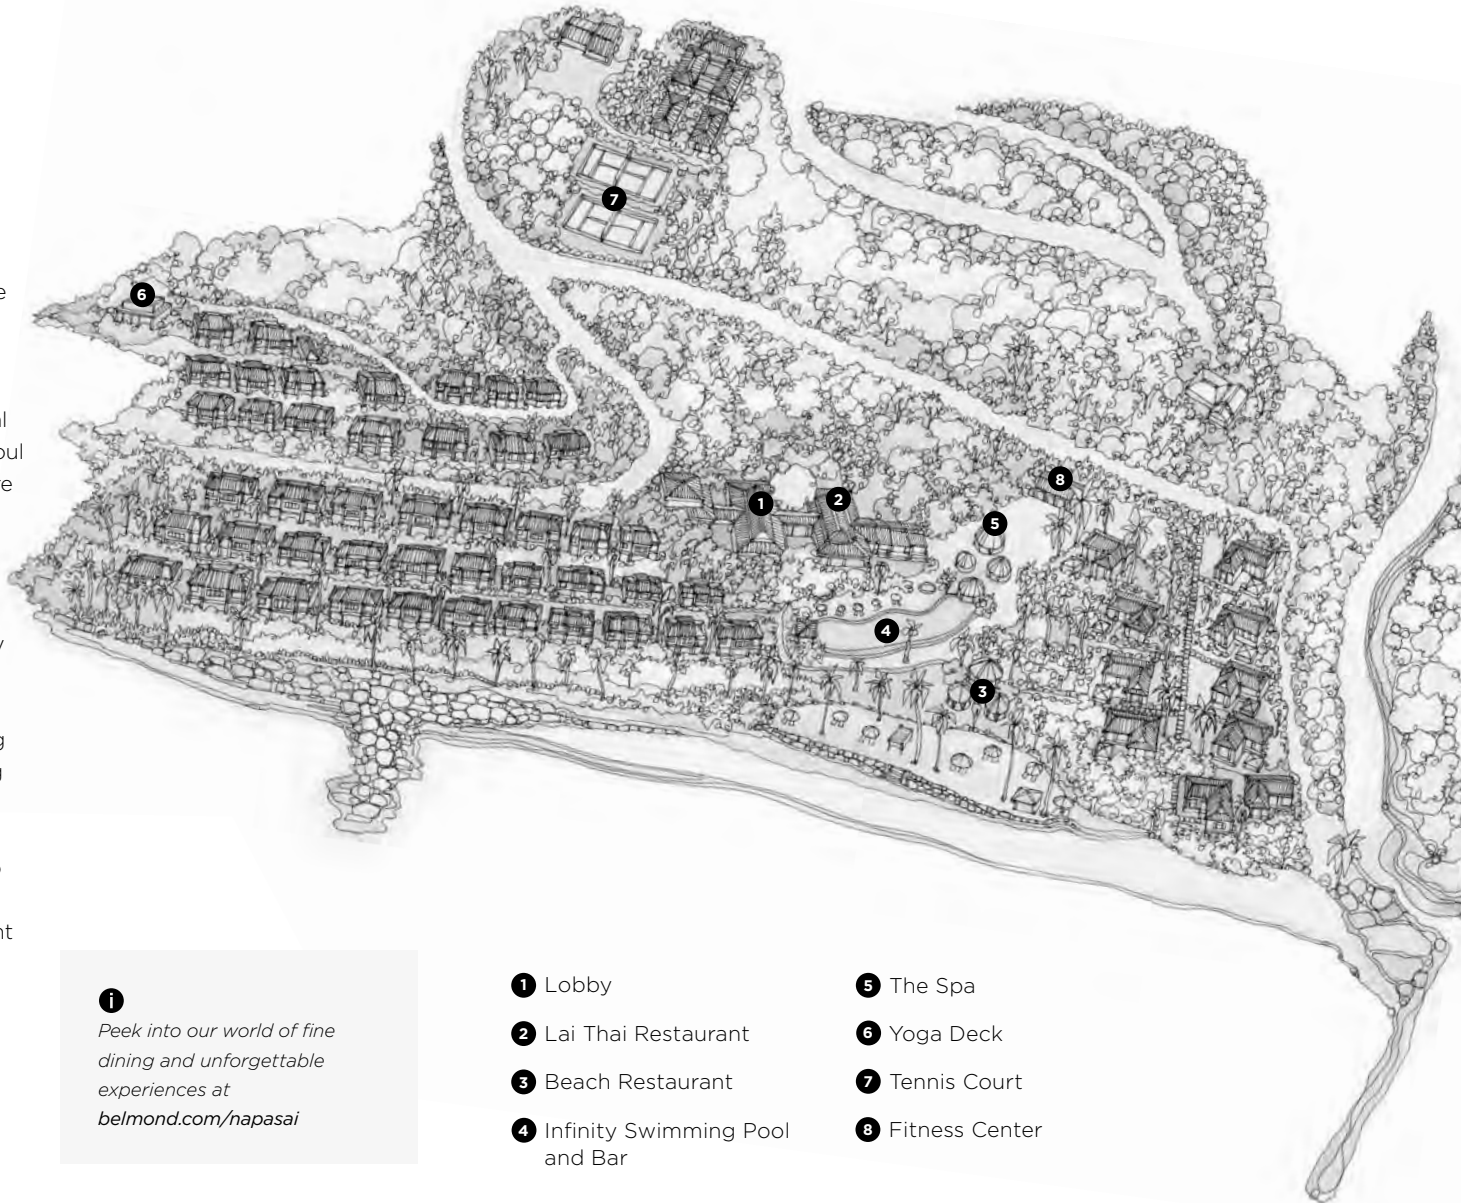 7
6
8
1
2
5
4
3
i
Peek into our world of fine
dining and unforgettable
experiences at
belmond.com/napasai
1 Lobby
2 Lai Thai Restaurant
3 Beach Restaurant
4 Infinity Swimming Pool
and Bar
5 The Spa
6 Yoga Deck
7 Tennis Court
8 Fitness Center